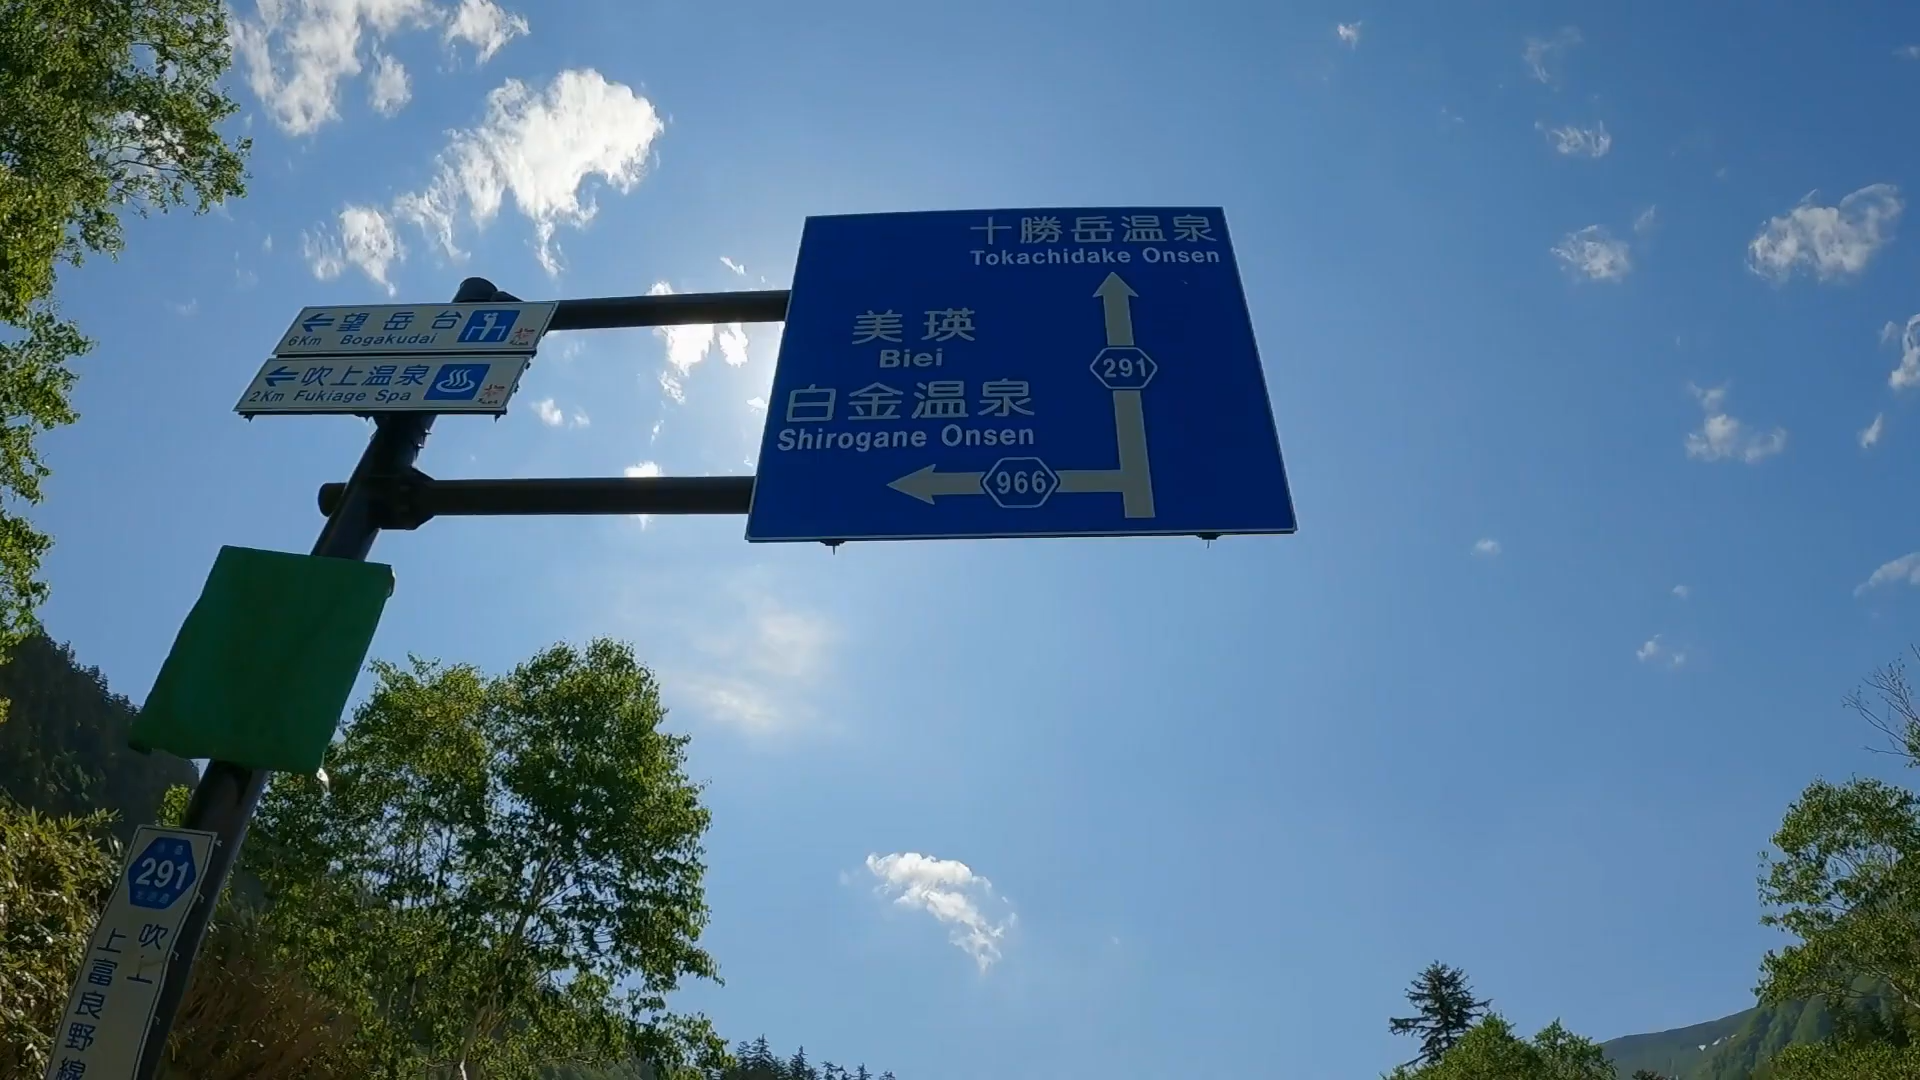 十勝岳温泉
Tokachidake Onsen
291
美瑛
Biei
白金温泉
Shirogane Onsen
966
望岳台
6Km Bogakudai
吹上温泉
2Km Fukiage Spa
291
吹上
上富良野線